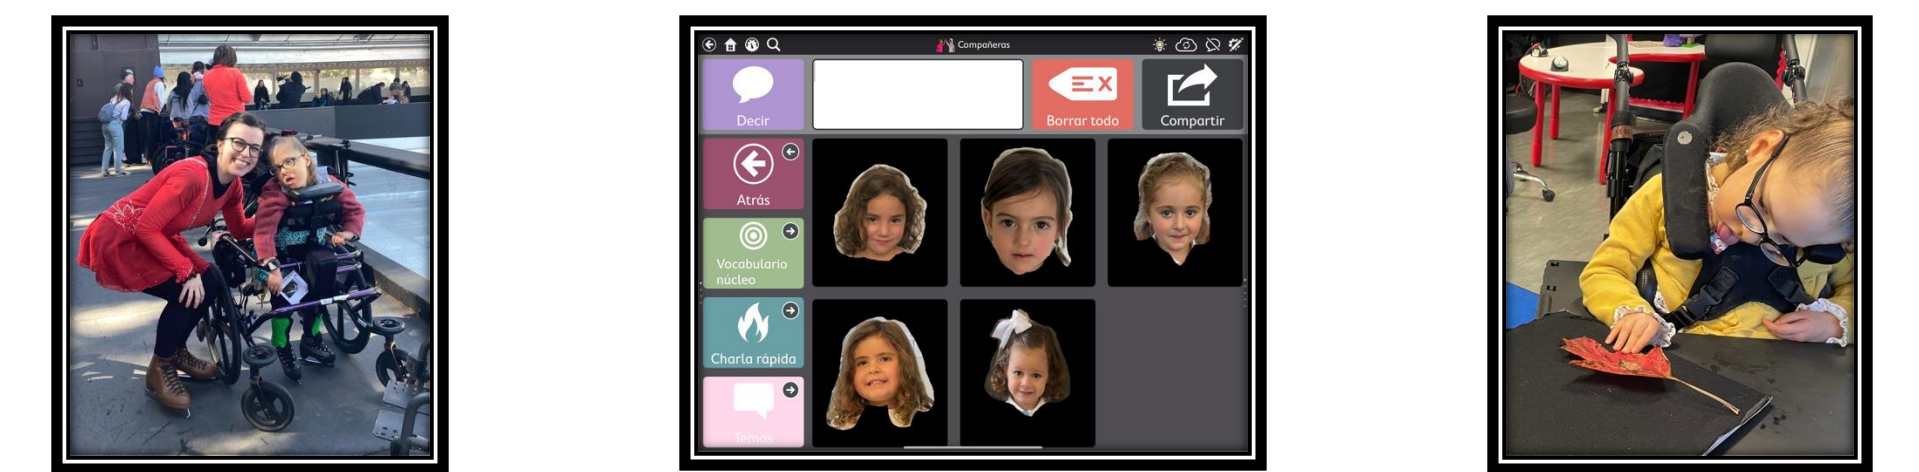 Compañeras
Decir
Borrar todo
Compartir
Atrás
Vocabulario
núcleo
Charla rápida
Temas